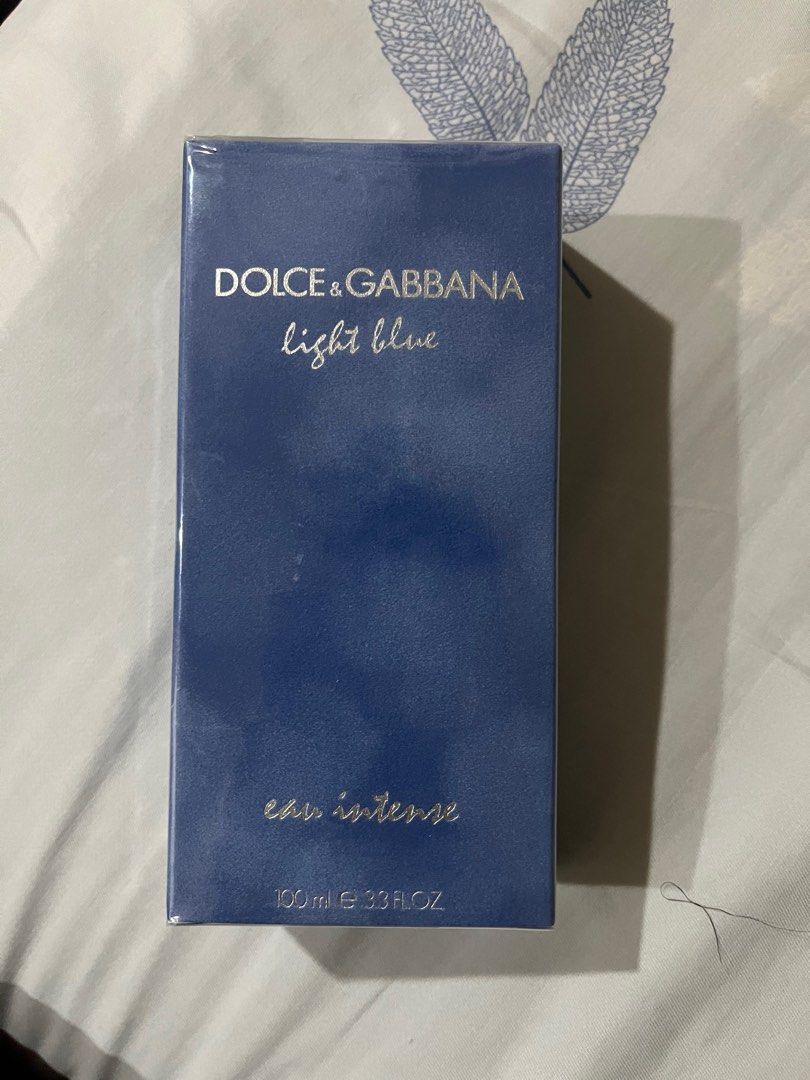 DOLCE & GABBANA
light blue
eau intense
100 ml e 3.3 FL.OZ